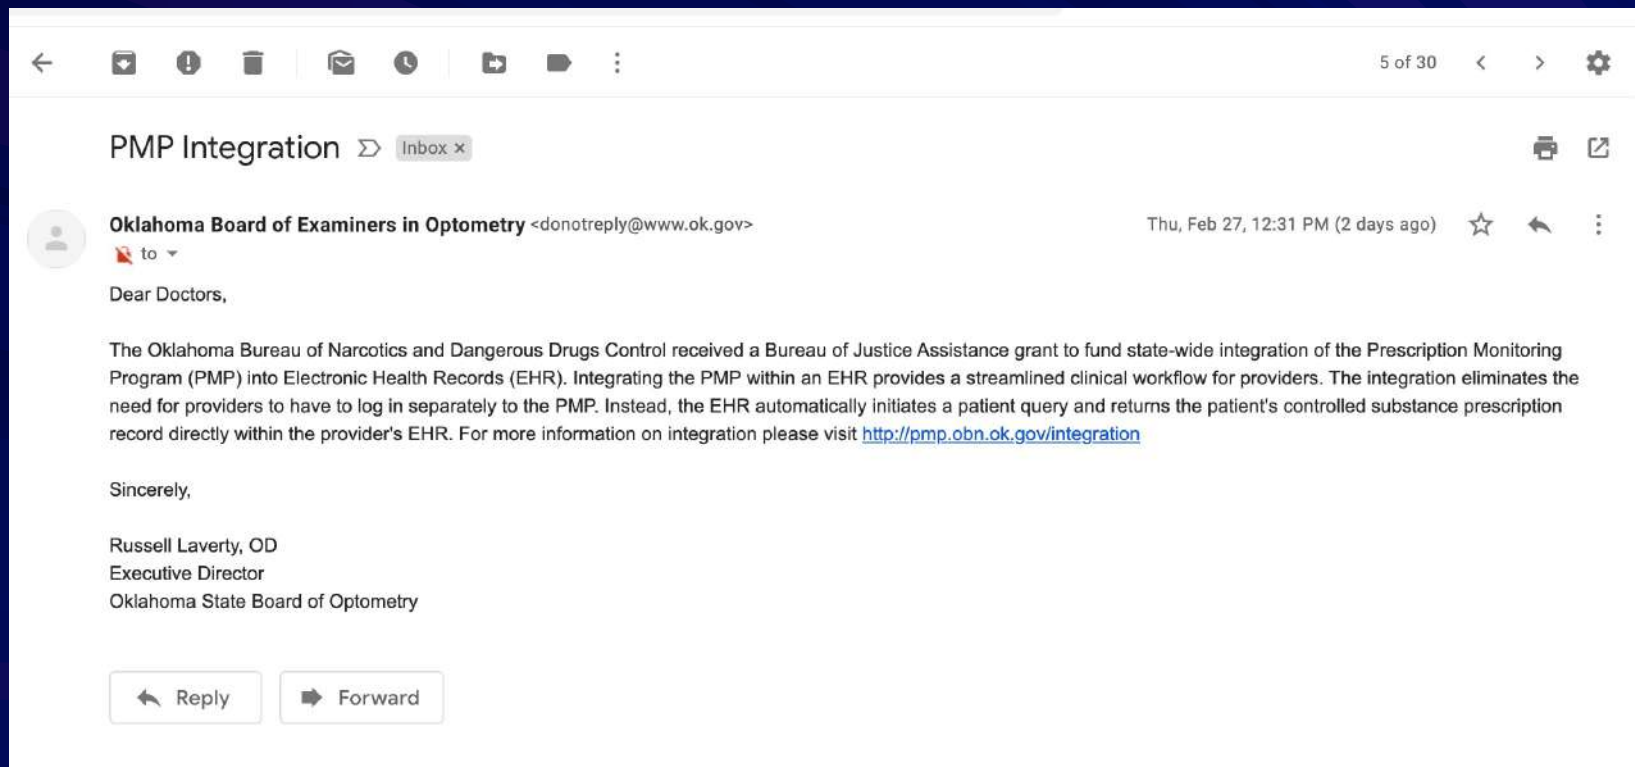 5 of 30
PMP Integration Inbox ×
Oklahoma Board of Examiners in Optometry <donotreply@www.ok.gov> Thu, Feb 27, 12:31 PM (2 days ago)
to
Dear Doctors,
The Oklahoma Bureau of Narcotics and Dangerous Drugs Control received a Bureau of Justice Assistance grant to fund state-wide integration of the Prescription Monitoring
Program (PMP) into Electronic Health Records (EHR). Integrating the PMP within an EHR provides a streamlined clinical workflow for providers. The integration eliminates the
need for providers to have to log in separately to the PMP. Instead, the EHR automatically initiates a patient query and returns the patient's controlled substance prescription
record directly within the provider's EHR. For more information on integration please visit http://pmp.obn.ok.gov/integration
Sincerely,
Russell Laverty, OD
Executive Director
Oklahoma State Board of Optometry
Reply Forward